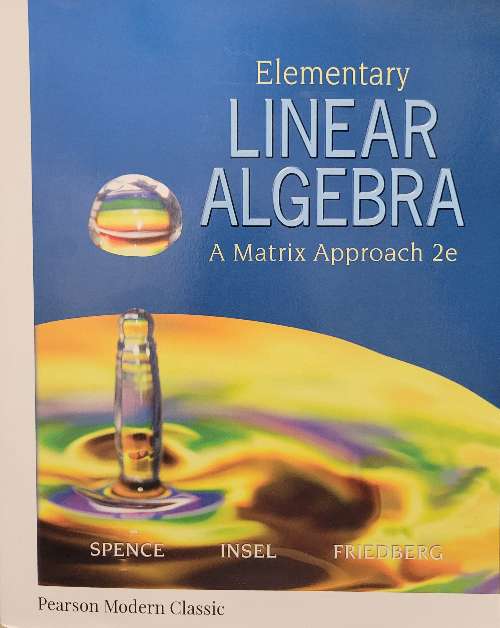 Elementary
LINEAR
ALGEBRA
A Matrix Approach 2e
SPENCE INSEL FRIEDBERG
Pearson Modern Classic